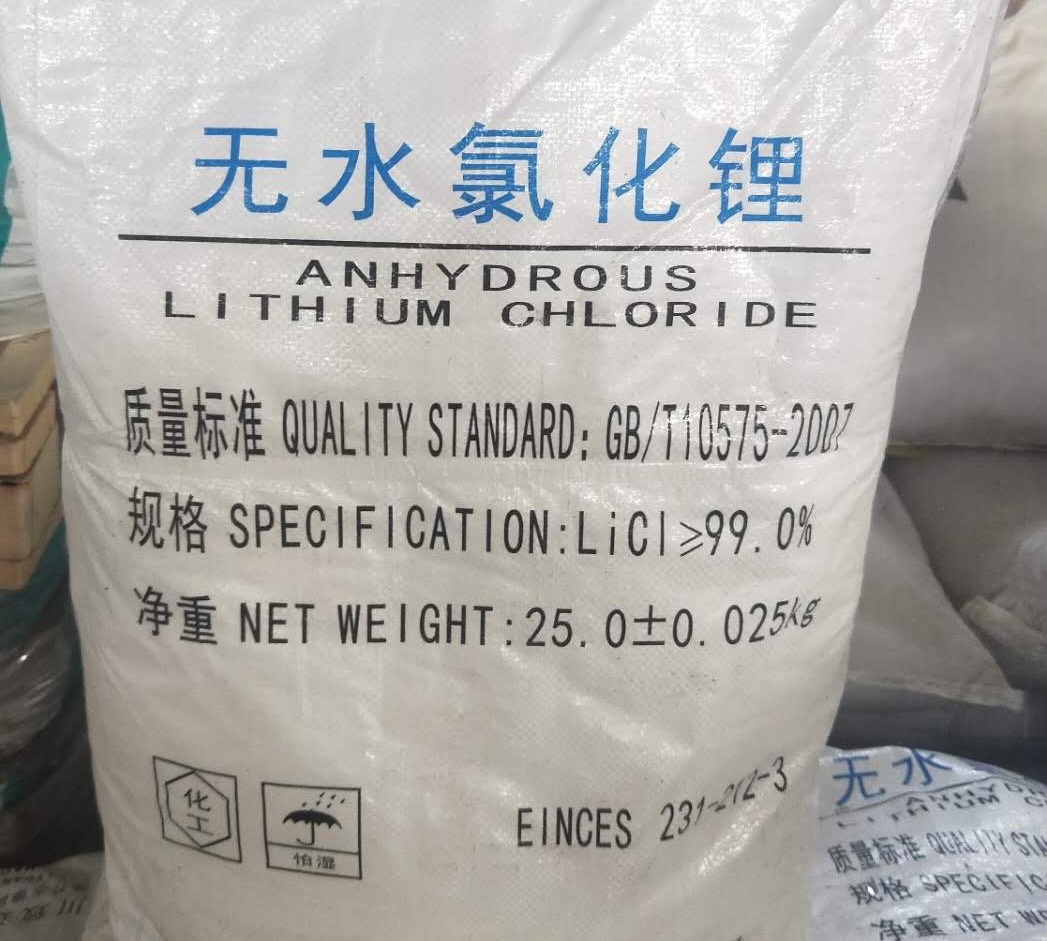 无水氯化锂
ANHYDROUS
LITHIUM CHLORIDE
质量标准 QUALITY STANDARD: GB/T10575-2007
规格 SPECIFICATION:LiCl≥99.0%
净重 NET WEIGHT:25.0±0.025kg
化工
怕湿
EINCES 231-212-3
无水
质量标准 QUALITY STA
规格 SPECIFIC
净重 NET WE